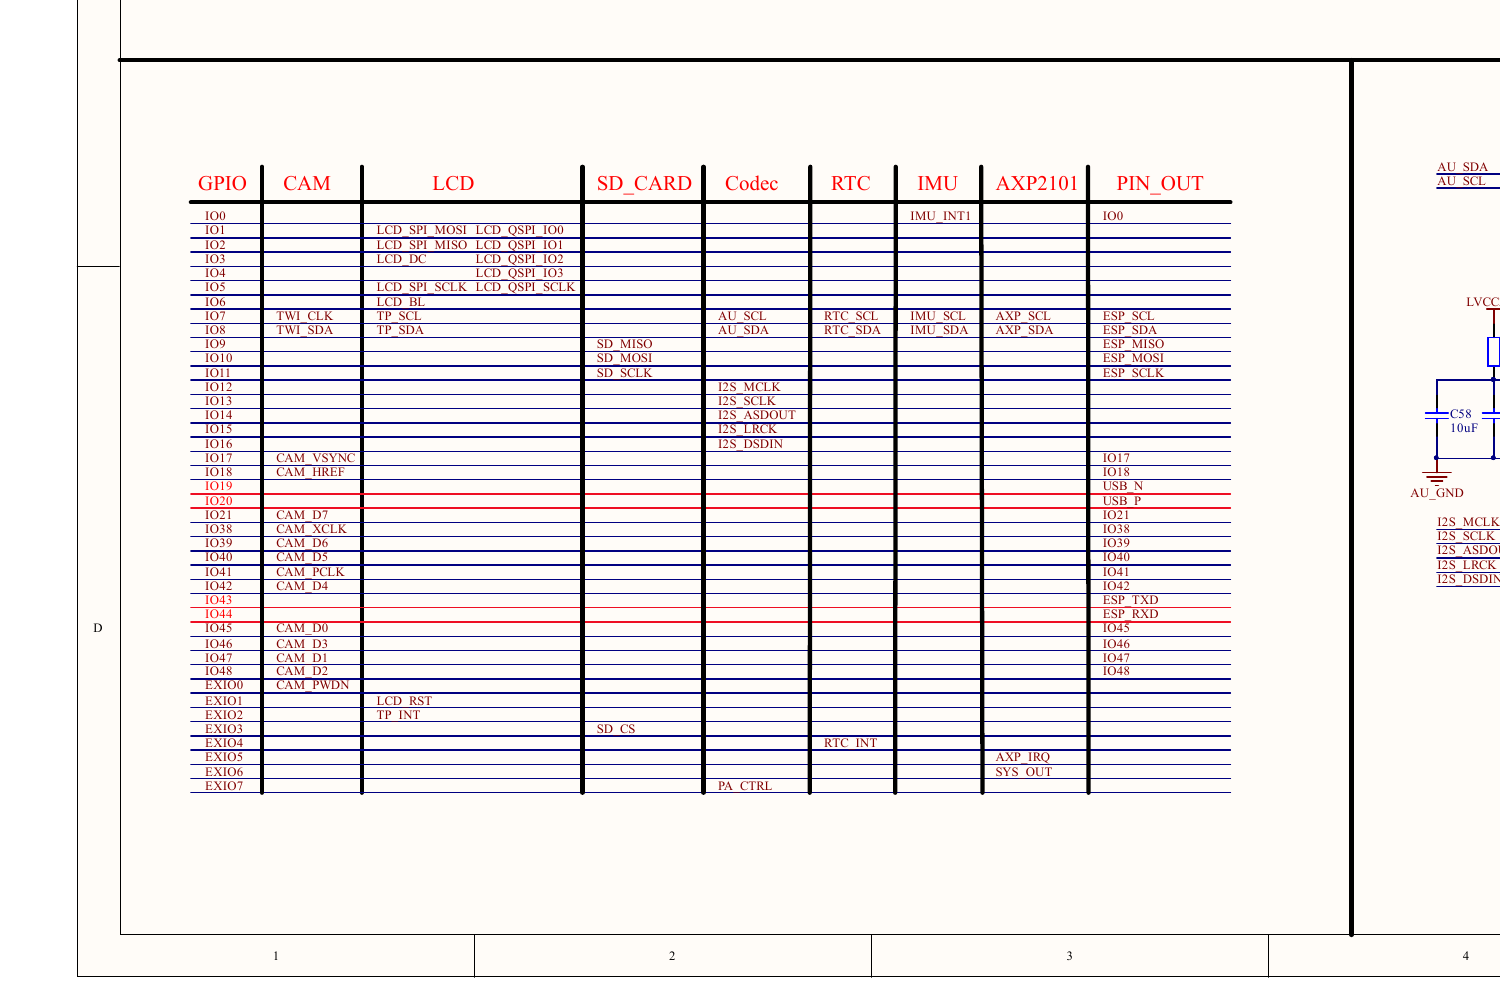 GPIO CAM LCD SD_CARD Codec RTC IMU AXP2101 PIN_OUT
IO0 IMU_INT1 IO0
IO1 LCD_SPI_MOSI LCD_QSPI_IO0
IO2 LCD_SPI_MISO LCD_QSPI_IO1
IO3 LCD_DC LCD_QSPI_IO2
IO4 LCD_QSPI_IO3
IO5 LCD_SPI_SCLK LCD_QSPI_SCLK
IO6 LCD_BL
IO7 TWI_CLK TP_SCL AU_SCL RTC_SCL IMU_SCL AXP_SCL ESP_SCL
IO8 TWI_SDA TP_SDA AU_SDA RTC_SDA IMU_SDA AXP_SDA ESP_SDA
IO9 SD_MISO ESP_MISO
IO10 SD_MOSI ESP_MOSI
IO11 SD_SCLK ESP_SCLK
IO12 I2S_MCLK
IO13 I2S_SCLK
IO14 I2S_ASDOUT
IO15 I2S_LRCK
IO16 I2S_DSDIN
IO17 CAM_VSYNC IO17
IO18 CAM_HREF IO18
IO19 USB_N
IO20 USB_P
IO21 CAM_D7 IO21
IO38 CAM_XCLK IO38
IO39 CAM_D6 IO39
IO40 CAM_D5 IO40
IO41 CAM_PCLK IO41
IO42 CAM_D4 IO42
IO43 ESP_TXD
IO44 ESP_RXD
IO45 CAM_D0 IO45
IO46 CAM_D3 IO46
IO47 CAM_D1 IO47
IO48 CAM_D2 IO48
EXIO0 CAM_PWDN
EXIO1 LCD_RST
EXIO2 TP_INT
EXIO3 SD_CS
EXIO4 RTC_INT
EXIO5 AXP_IRQ
EXIO6 SYS_OUT
EXIO7 PA_CTRL
AU_SDA
AU_SCL
LVCC
C58
10uF
AU_GND
I2S_MCLK
I2S_SCLK
I2S_ASDOU
I2S_LRCK
I2S_DSDIN
D
1 2 3 4